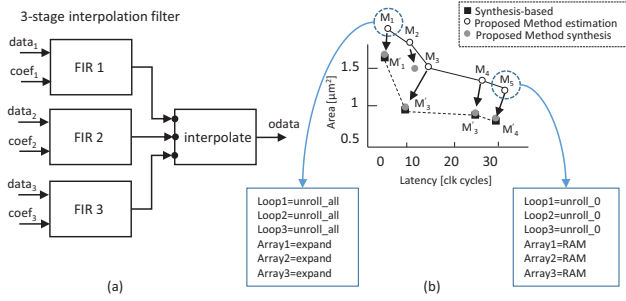 3-stage interpolation filter
data1
coef1
FIR 1
data2
coef2
FIR 2
data3
coef3
FIR 3
interpolate
odata
(a)
Synthesis-based
Proposed Method estimation
Proposed Method synthesis
M1
M2
M3
M4
M5
M'1
M'3
M'3
M'4
Area [μm²]
1.5
1
0.5
0
10
20
30
Latency [clk cycles]
Loop1=unroll_all
Loop2=unroll_all
Loop3=unroll_all
Array1=expand
Array2=expand
Array3=expand
(b)
Loop1=unroll_0
Loop2=unroll_0
Loop3=unroll_0
Array1=RAM
Array2=RAM
Array3=RAM